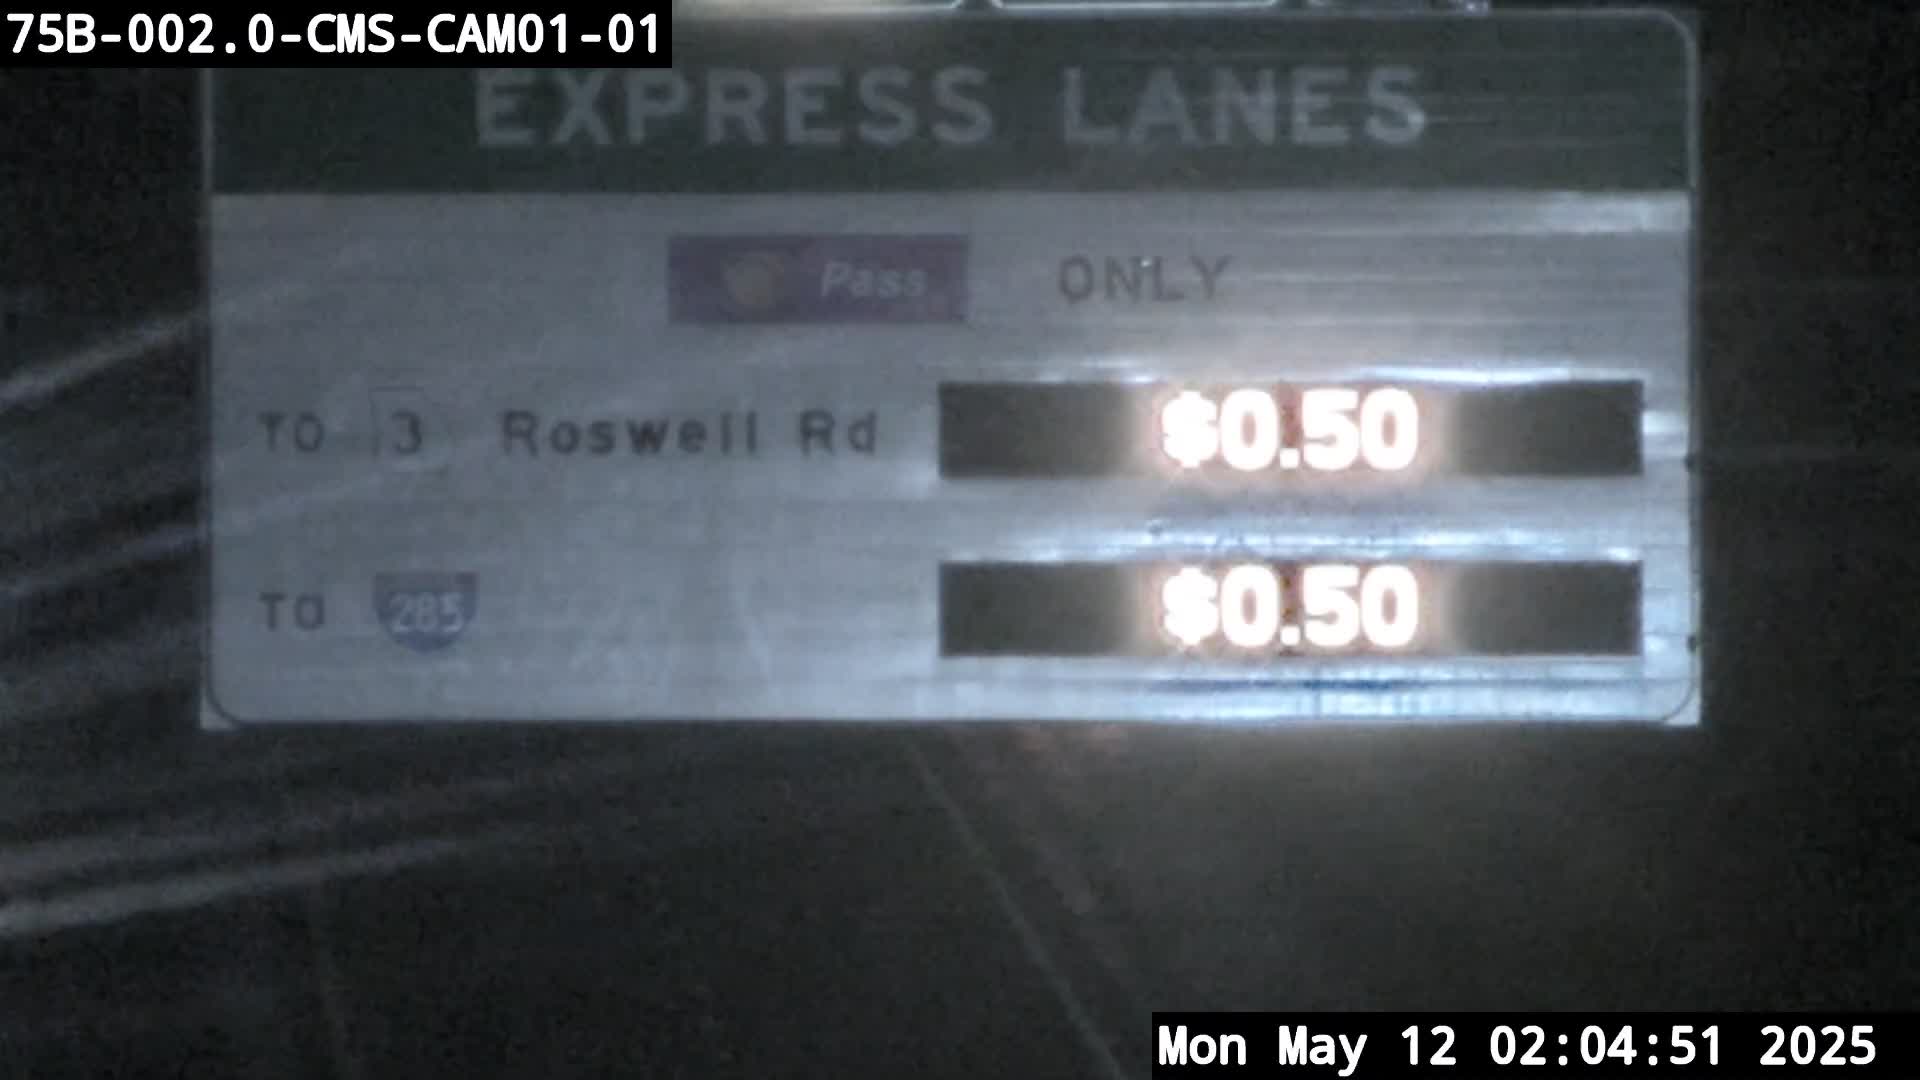 75B-002.0-CMS-CAM01-01
EXPRESS LANES
Pass ONLY
TO 3 Roswell Rd $0.50
TO 285 $0.50
Mon May 12 02:04:51 2025